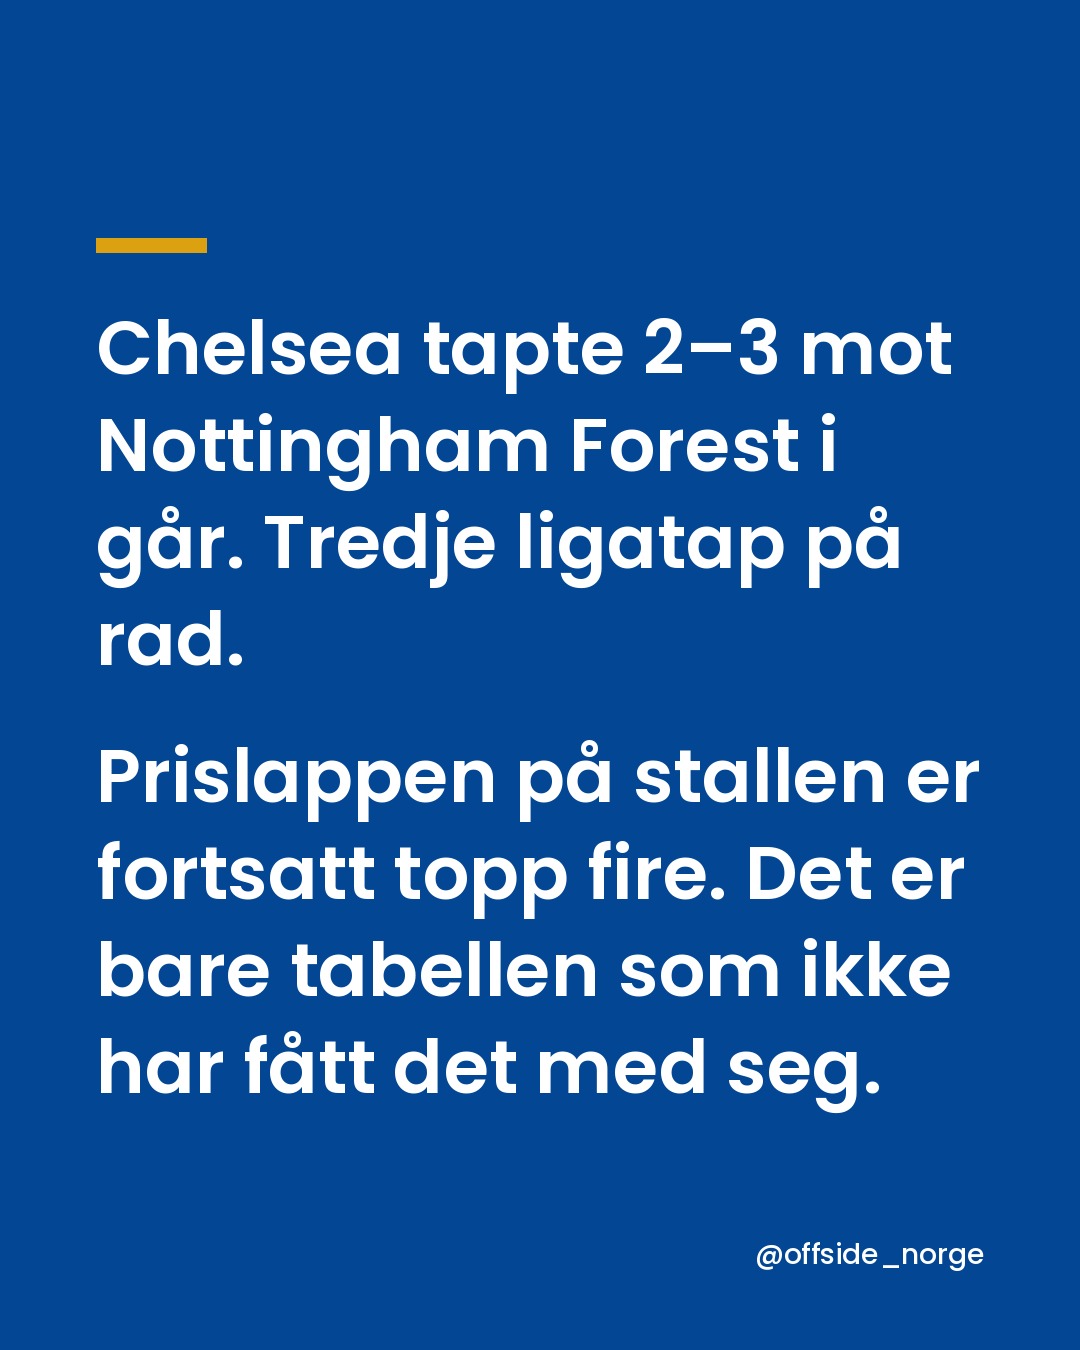 Chelsea tapte 2–3 mot
Nottingham Forest i
går. Tredje ligatap på
rad.
Prislappen på stallen er
fortsatt topp fire. Det er
bare tabellen som ikke
har fått det med seg.
@offside_norge